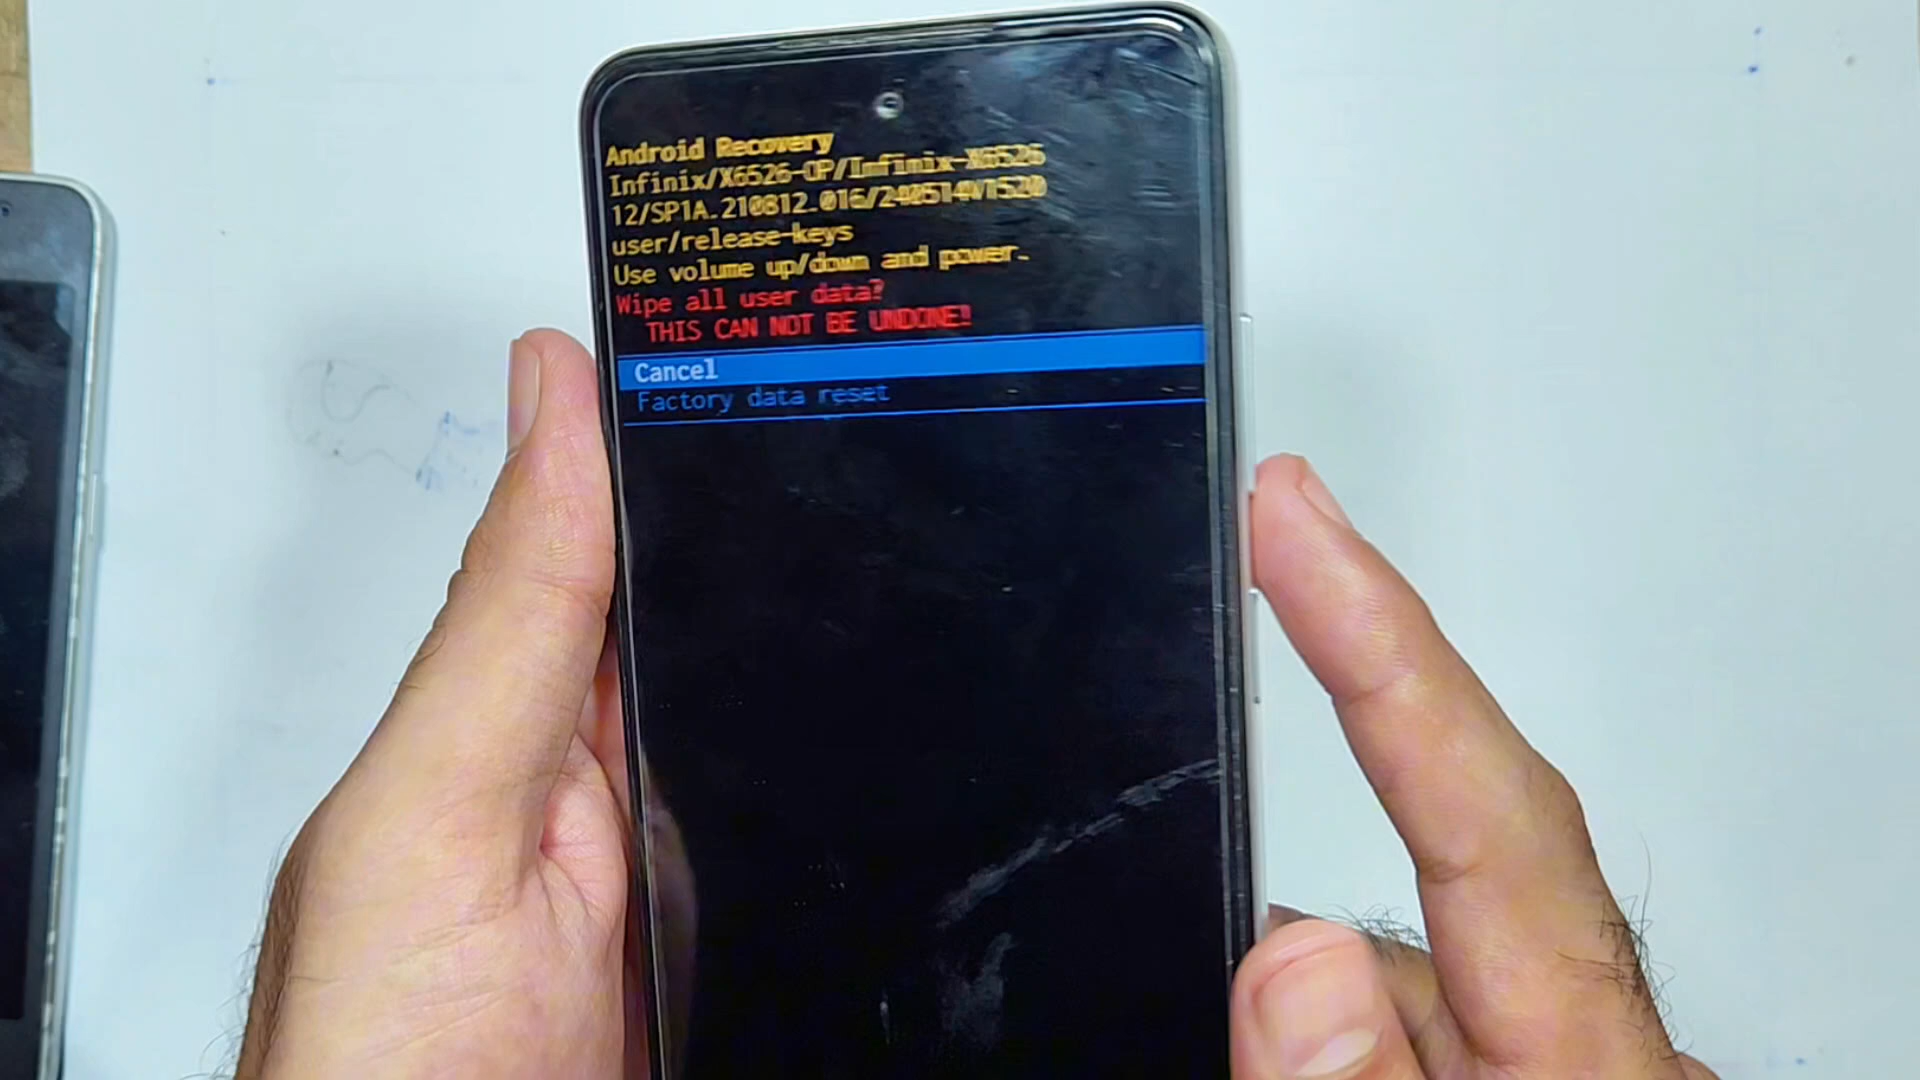 Android Recovery
Infinix/X6526-OP/Infinix-X6526
12/SP1A.210812.016/240514V1520
user/release-keys
Use volume up/down and power.
Wipe all user data?
THIS CAN NOT BE UNDONE!
Cancel
Factory data reset